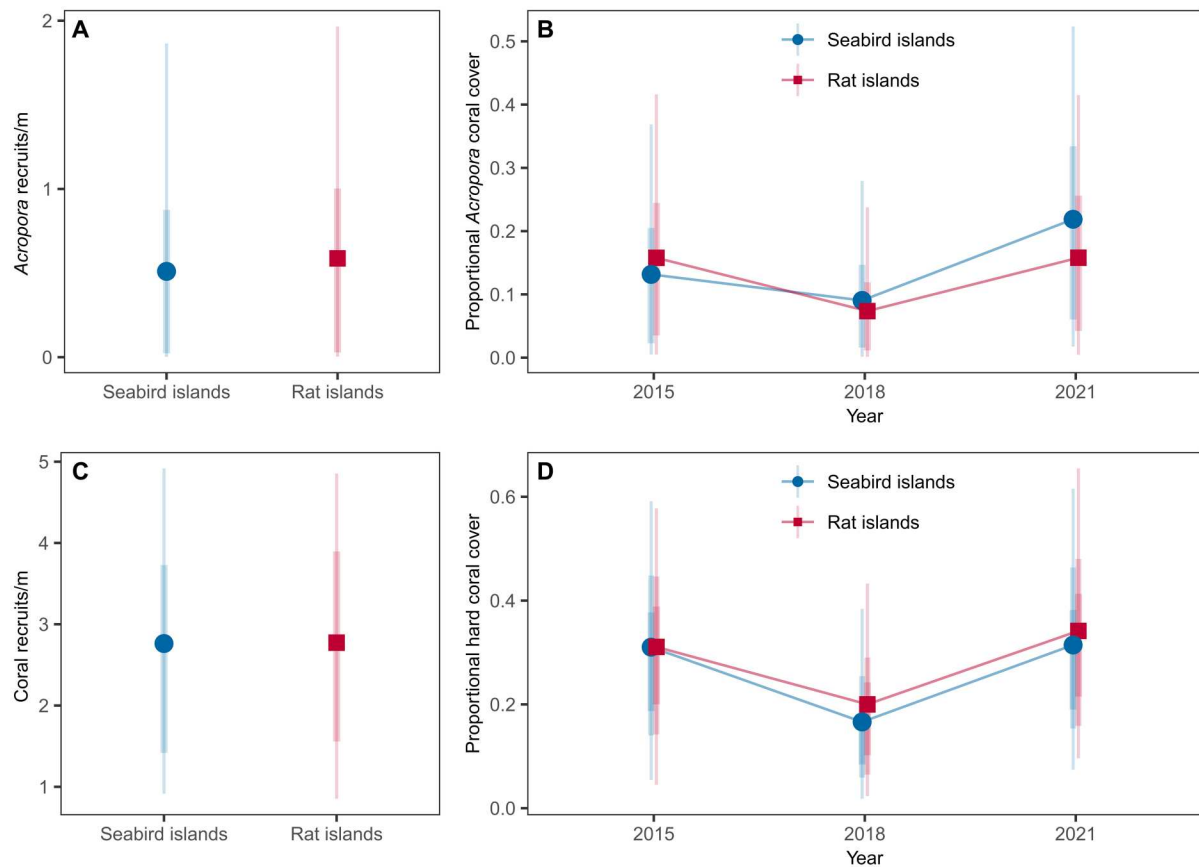 A
Acropora recruits/m
2
1
0
Seabird islands Rat islands
B
Seabird islands
Rat islands
Proportional Acropora coral cover
0.5
0.4
0.3
0.2
0.1
0.0
2015 2018 2021
Year
C
Coral recruits/m
5
4
3
2
1
Seabird islands Rat islands
D
Seabird islands
Rat islands
Proportional hard coral cover
0.6
0.4
0.2
0.0
2015 2018 2021
Year